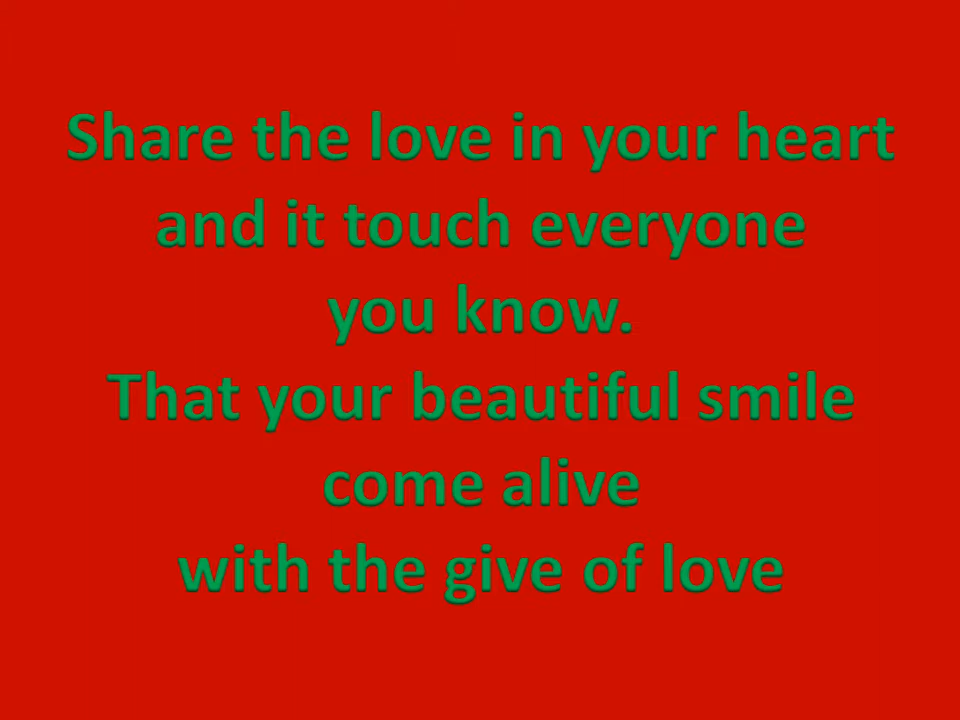 Share the love in your heart
and it touch everyone
you know.
That your beautiful smile
come alive
with the give of love